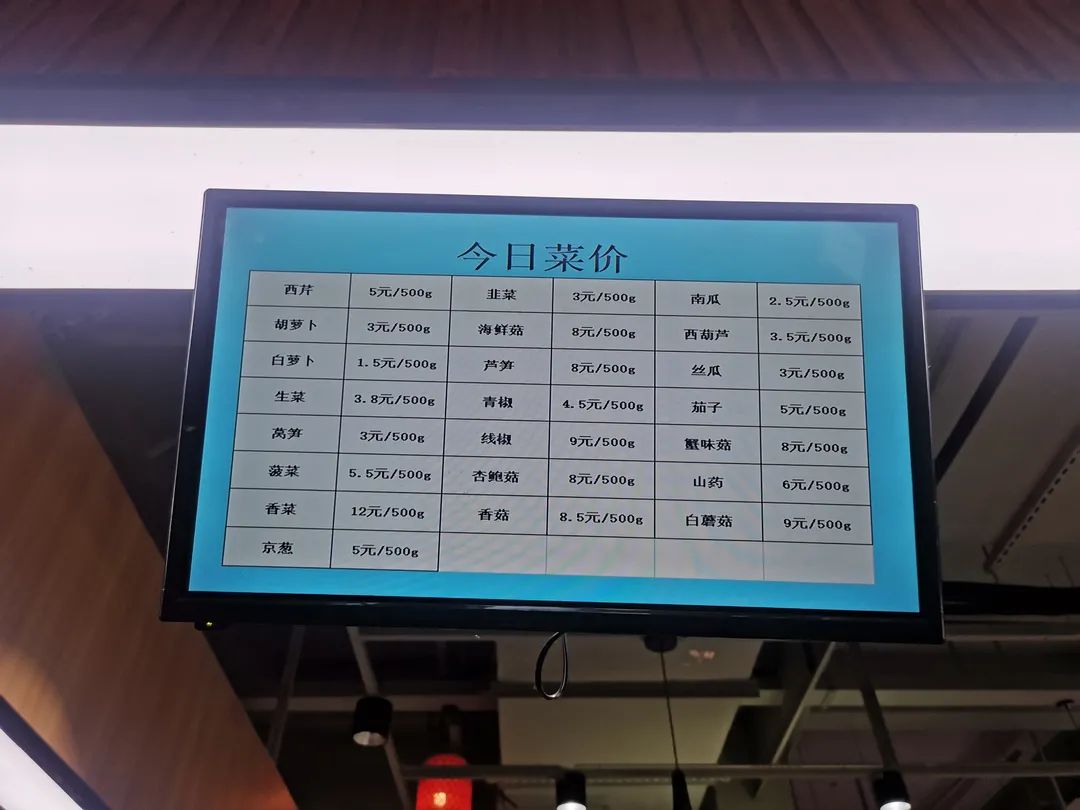 今日菜价
西芹 5元/500g 韭菜 3元/500g 南瓜 2.5元/500g
胡萝卜 3元/500g 海鲜菇 8元/500g 西葫芦 3.5元/500g
白萝卜 1.5元/500g 芦笋 8元/500g 丝瓜 3元/500g
生菜 3.8元/500g 青椒 4.5元/500g 茄子 5元/500g
莴笋 3元/500g 线椒 9元/500g 蟹味菇 8元/500g
菠菜 5.5元/500g 杏鲍菇 8元/500g 山药 6元/500g
香菜 12元/500g 香菇 8.5元/500g 白蘑菇 9元/500g
京葱 5元/500g